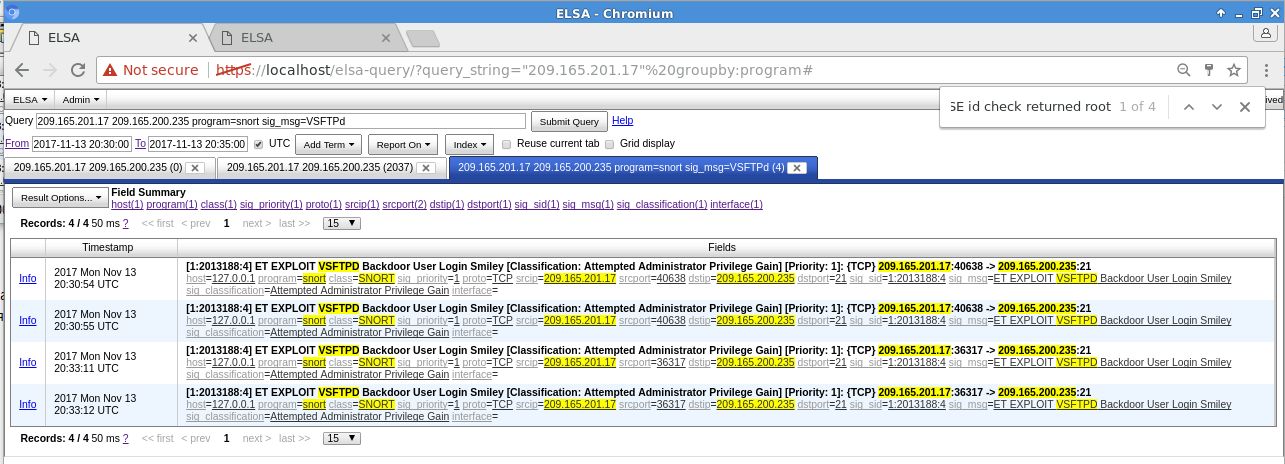 ELSA - Chromium
ELSA ELSA
Not secure https://localhost/elsa-query/?query_string="209.165.201.17"%20groupby:program#
ELSA Admin
SE id check returned root 1 of 4
Query 209.165.201.17 209.165.200.235 program=snort sig_msg=VSFTPd Submit Query Help
From 2017-11-13 20:30:00 To 2017-11-13 20:35:00 UTC Add Term Report On Index Reuse current tab Grid display
209.165.201.17 209.165.200.235 (0) 209.165.201.17 209.165.200.235 (2037) 209.165.201.17 209.165.200.235 program=snort sig_msg=VSFTPd (4)
Result Options... Field Summary
host(1) program(1) class(1) sig_priority(1) proto(1) srcip(1) srcport(2) dstip(1) dstport(1) sig_sid(1) sig_msg(1) sig_classification(1) interface(1)
Records: 4 / 4 50 ms ? << first < prev 1 next > last >> 15
Timestamp Fields
Info 2017 Mon Nov 13 20:30:54 UTC
[1:2013188:4] ET EXPLOIT VSFTPD Backdoor User Login Smiley [Classification: Attempted Administrator Privilege Gain] [Priority: 1]: {TCP} 209.165.201.17:40638 -> 209.165.200.235:21
host=127.0.0.1 program=snort class=SNORT sig_priority=1 proto=TCP srcip=209.165.201.17 srcport=40638 dstip=209.165.200.235 dstport=21 sig_sid=1:2013188:4 sig_msg=ET EXPLOIT VSFTPD Backdoor User Login Smiley
sig_classification=Attempted Administrator Privilege Gain interface=
Info 2017 Mon Nov 13 20:30:55 UTC
[1:2013188:4] ET EXPLOIT VSFTPD Backdoor User Login Smiley [Classification: Attempted Administrator Privilege Gain] [Priority: 1]: {TCP} 209.165.201.17:40638 -> 209.165.200.235:21
host=127.0.0.1 program=snort class=SNORT sig_priority=1 proto=TCP srcip=209.165.201.17 srcport=40638 dstip=209.165.200.235 dstport=21 sig_sid=1:2013188:4 sig_msg=ET EXPLOIT VSFTPD Backdoor User Login Smiley
sig_classification=Attempted Administrator Privilege Gain interface=
Info 2017 Mon Nov 13 20:33:11 UTC
[1:2013188:4] ET EXPLOIT VSFTPD Backdoor User Login Smiley [Classification: Attempted Administrator Privilege Gain] [Priority: 1]: {TCP} 209.165.201.17:36317 -> 209.165.200.235:21
host=127.0.0.1 program=snort class=SNORT sig_priority=1 proto=TCP srcip=209.165.201.17 srcport=36317 dstip=209.165.200.235 dstport=21 sig_sid=1:2013188:4 sig_msg=ET EXPLOIT VSFTPD Backdoor User Login Smiley
sig_classification=Attempted Administrator Privilege Gain interface=
Info 2017 Mon Nov 13 20:33:12 UTC
[1:2013188:4] ET EXPLOIT VSFTPD Backdoor User Login Smiley [Classification: Attempted Administrator Privilege Gain] [Priority: 1]: {TCP} 209.165.201.17:36317 -> 209.165.200.235:21
host=127.0.0.1 program=snort class=SNORT sig_priority=1 proto=TCP srcip=209.165.201.17 srcport=36317 dstip=209.165.200.235 dstport=21 sig_sid=1:2013188:4 sig_msg=ET EXPLOIT VSFTPD Backdoor User Login Smiley
sig_classification=Attempted Administrator Privilege Gain interface=
Records: 4 / 4 50 ms ? << first < prev 1 next > last >> 15